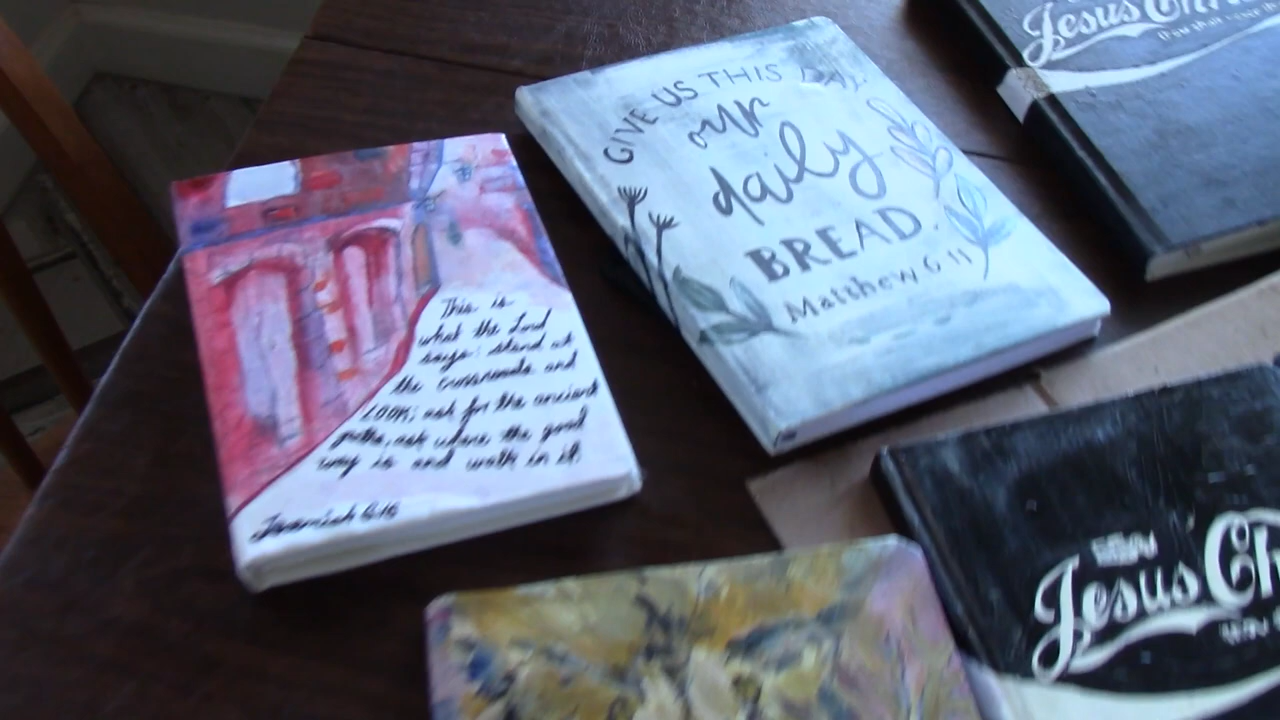 This is
what the Lord
says: stand at
the crossroads and
LOOK; ask for the ancient
paths, ask where the good
way is and walk in it.
Jeremiah 6:16
GIVE US THIS DAY
our
daily
BREAD.
Matthew 6 11
Jesus Chr
Jesus Ch